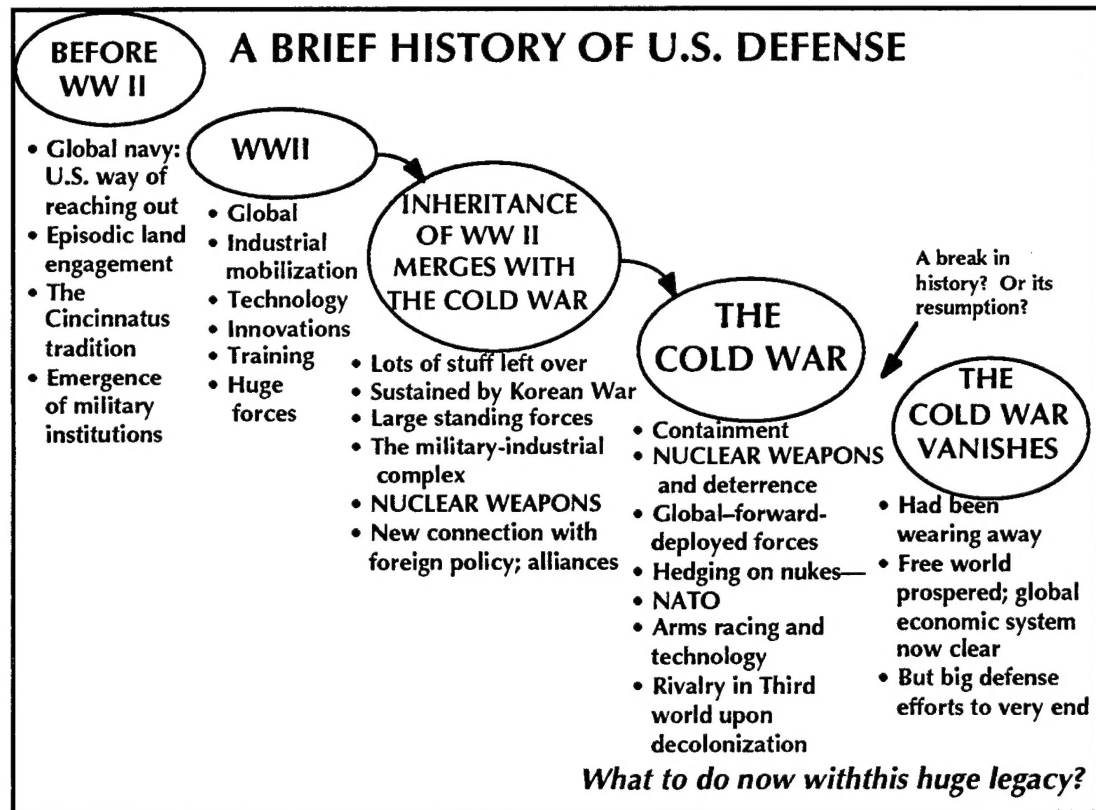 A BRIEF HISTORY OF U.S. DEFENSE
BEFORE
WW II
• Global navy:
U.S. way of
reaching out
• Episodic land
engagement
• The
Cincinnatus
tradition
• Emergence
of military
institutions
WWII
• Global
• Industrial
mobilization
• Technology
• Innovations
• Training
• Huge
forces
INHERITANCE
OF WW II
MERGES WITH
THE COLD WAR
• Lots of stuff left over
• Sustained by Korean War
• Large standing forces
• The military-industrial
complex
• NUCLEAR WEAPONS
• New connection with
foreign policy; alliances
THE
COLD WAR
• Containment
• NUCLEAR WEAPONS
and deterrence
• Global–forward-
deployed forces
• Hedging on nukes—
• NATO
• Arms racing and
technology
• Rivalry in Third
world upon
decolonization
A break in
history? Or its
resumption?
THE
COLD WAR
VANISHES
• Had been
wearing away
• Free world
prospered; global
economic system
now clear
• But big defense
efforts to very end
What to do now withthis huge legacy?